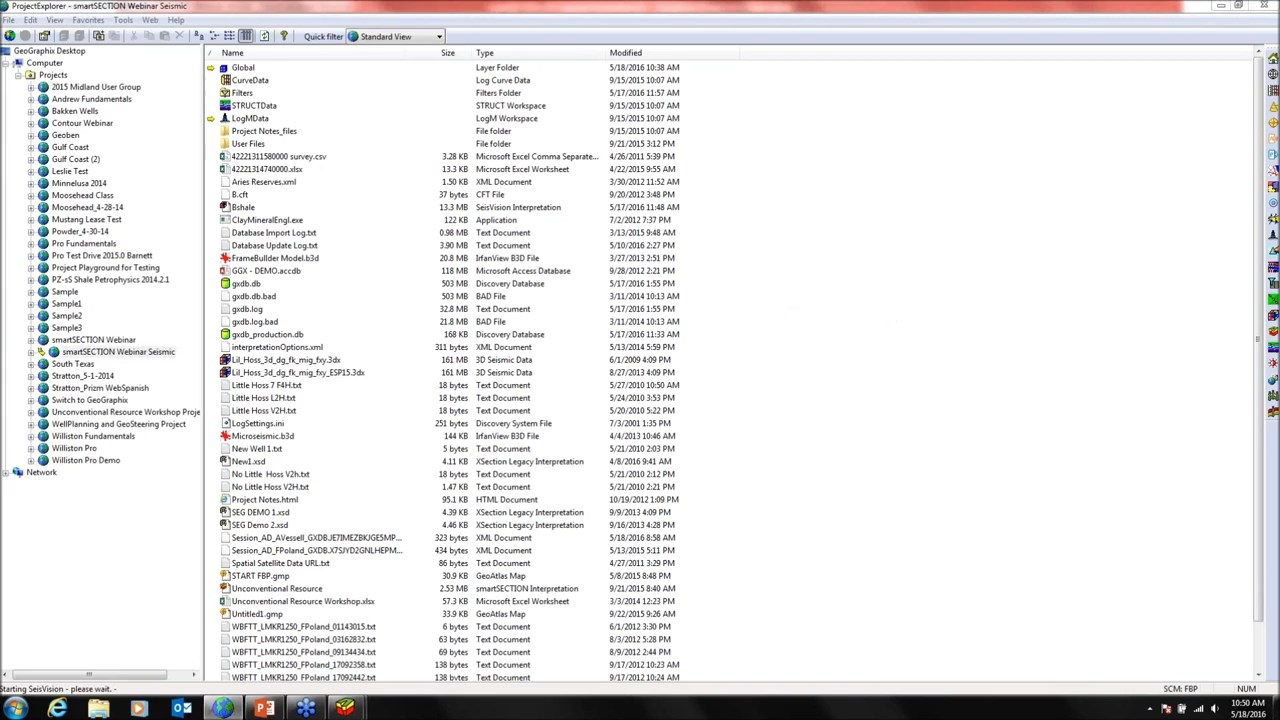 ProjectExplorer - smartSECTION Webinar Seismic
File Edit View Favorites Tools Web Help
Quick filter Standard View
GeoGraphix Desktop
Computer
Projects
2015 Midland User Group
Andrew Fundamentals
Bakken Wells
Contour Webinar
Geoben
Gulf Coast
Gulf Coast (2)
Leslie Test
Minnelusa 2014
Moosehead Class
Moosehead_4-28-14
Mustang Lease Test
Powder_4-30-14
Pro Fundamentals
Pro Test Drive 2015.0 Barnett
Project Playground for Testing
PZ-sS Shale Petrophysics 2014.2.1
Sample
Sample1
Sample2
Sample3
smartSECTION Webinar
smartSECTION Webinar Seismic
South Texas
Stratton_5-1-2014
Stratton_Prizm WebSpanish
Switch to GeoGraphix
Unconventional Resource Workshop Proje
WellPlanning and GeoSteering Project
Williston Fundamentals
Williston Pro
Williston Pro Demo
Network
/ Name Size Type Modified
Global Layer Folder 5/18/2016 10:38 AM
CurveData Log Curve Data 9/15/2015 10:07 AM
Filters Filters Folder 5/17/2016 11:57 AM
STRUCTData STRUCT Workspace 9/15/2015 10:07 AM
LogMData LogM Workspace 9/15/2015 10:07 AM
Project Notes_files File folder 9/15/2015 10:07 AM
User Files File folder 9/21/2015 3:12 PM
42221311580000 survey.csv 3.28 KB Microsoft Excel Comma Separate... 4/26/2011 5:39 PM
42221314740000.xlsx 13.3 KB Microsoft Excel Worksheet 4/22/2015 9:55 AM
Aries Reserves.xml 1.50 KB XML Document 3/30/2012 11:52 AM
B.cft 37 bytes CFT File 9/20/2012 3:48 PM
Bshale 13.3 MB SeisVision Interpretation 5/17/2016 11:48 AM
ClayMineralEngl.exe 122 KB Application 7/2/2012 7:37 PM
Database Import Log.txt 0.98 MB Text Document 3/23/2015 9:48 AM
Database Update Log.txt 3.90 MB Text Document 5/10/2016 2:27 PM
FrameBuilder Model.b3d 20.8 MB IrfanView B3D File 3/27/2013 2:51 PM
GGX - DEMO.accdb 118 MB Microsoft Access Database 9/28/2012 2:21 PM
gxdb.db 503 MB Discovery Database 5/17/2016 1:55 PM
gxdb.db.bad 503 MB BAD File 3/11/2014 10:13 AM
gxdb.log 32.8 MB Text Document 5/17/2016 1:55 PM
gxdb.log.bad 21.8 MB BAD File 3/11/2014 10:13 AM
gxdb_production.db 168 KB Discovery Database 5/17/2016 11:33 AM
interpretationOptions.xml 311 bytes XML Document 5/13/2014 5:59 PM
Lil_Hoss_3d_dg_fk_mig_fxy.3dx 161 MB 3D Seismic Data 6/1/2009 4:09 PM
Lil_Hoss_3d_dg_fk_mig_fxy_ESP15.3dx 161 MB 3D Seismic Data 8/27/2013 4:09 PM
Little Hoss 7 F4H.txt 18 bytes Text Document 5/27/2010 10:50 AM
Little Hoss L2H.txt 18 bytes Text Document 5/24/2010 3:53 PM
Little Hoss V2H.txt 18 bytes Text Document 5/20/2010 5:22 PM
LogSettings.ini 251 bytes Discovery System File 7/3/2001 1:35 PM
Microseismic.b3d 144 KB IrfanView B3D File 4/4/2013 10:46 AM
New Well 1.txt 5 bytes Text Document 5/21/2010 2:03 PM
New1.xsd 4.11 KB XSection Legacy Interpretation 4/8/2016 9:41 AM
No Little Hoss V2h.txt 18 bytes Text Document 5/21/2010 2:12 PM
No Little Hoss V2H.txt 1.47 KB Text Document 5/21/2010 2:21 PM
Project Notes.html 95.1 KB HTML Document 10/19/2012 1:09 PM
SEG DEMO 1.xsd 4.39 KB XSection Legacy Interpretation 9/9/2013 4:09 PM
SEG Demo 2.xsd 4.46 KB XSection Legacy Interpretation 9/16/2013 4:28 PM
Session_AD_AVessell_GXDBJE7IMEZBKJGE5MP... 323 bytes XML Document 5/18/2016 8:58 AM
Session_AD_FPoland_GXDB.X7SJYD2GNLHEPM... 434 bytes XML Document 5/13/2015 5:11 PM
Spatial Satellite Data URL.txt 86 bytes Text Document 4/27/2011 3:29 PM
START FBP.gmp 30.9 KB GeoAtlas Map 5/8/2015 8:48 PM
Unconventional Resource 2.53 MB smartSECTION Interpretation 9/21/2015 8:40 AM
Unconventional Resource Workshop.xlsx 57.3 KB Microsoft Excel Worksheet 3/3/2014 12:23 PM
Untitled1.gmp 33.9 KB GeoAtlas Map 9/22/2015 9:26 AM
WBFTT_LMKR1250_FPoland_01143015.txt 6 bytes Text Document 6/1/2012 3:30 PM
WBFTT_LMKR1250_FPoland_03162832.txt 63 bytes Text Document 8/3/2012 5:28 PM
WBFTT_LMKR1250_FPoland_09134434.txt 69 bytes Text Document 8/9/2012 2:44 PM
WBFTT_LMKR1250_FPoland_17092358.txt 138 bytes Text Document 9/17/2012 10:23 AM
WBFTT_LMKR1250_FPoland_17092442.txt 138 bytes Text Document 9/17/2012 10:24 AM
Starting SeisVision - please wait. - SCM: FBP NUM
10:50 AM
5/18/2016